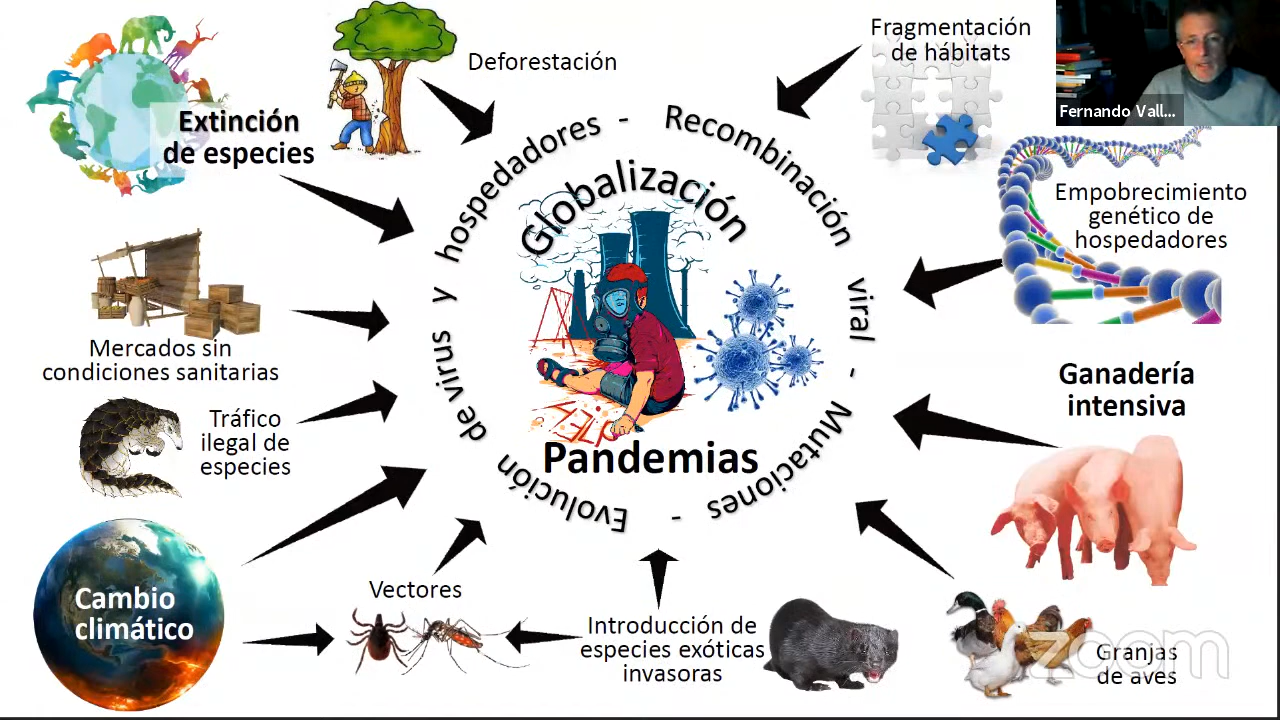 Extinción
de especies
Deforestación
Fragmentación
de hábitats
Fernando Vall...
Empobrecimiento
genético de
hospedadores
Globalización
Recombinación viral - Mutaciones - Evolución de virus y hospedadores -
Pandemias
HELP
Mercados sin
condiciones sanitarias
Tráfico
ilegal de
especies
Ganadería
intensiva
Cambio
climático
Vectores
Introducción de
especies exóticas
invasoras
Granjas
de aves
zoom